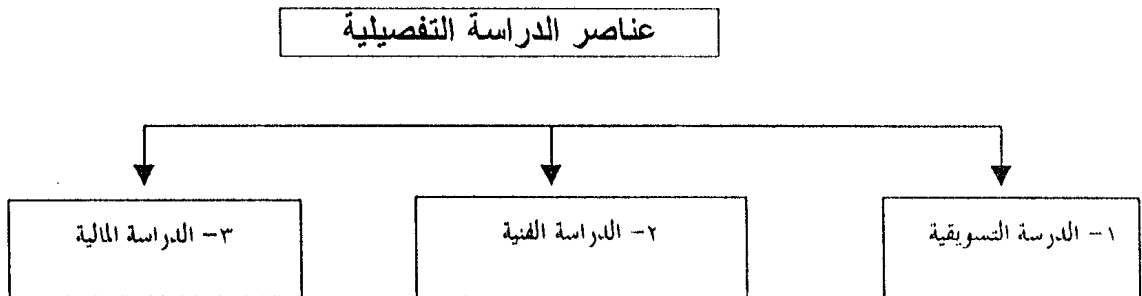 عناصر الدراسة التفصيلية
١- الدرسة التسويقية
٢- الدراسة الفنية
٣- الدراسة المالية